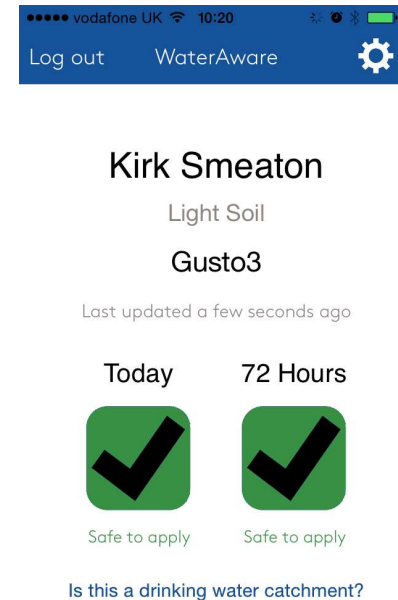 vodafone UK 10:20
Log out WaterAware
Kirk Smeaton
Light Soil
Gusto3
Last updated a few seconds ago
Today 72 Hours
Safe to apply Safe to apply
Is this a drinking water catchment?